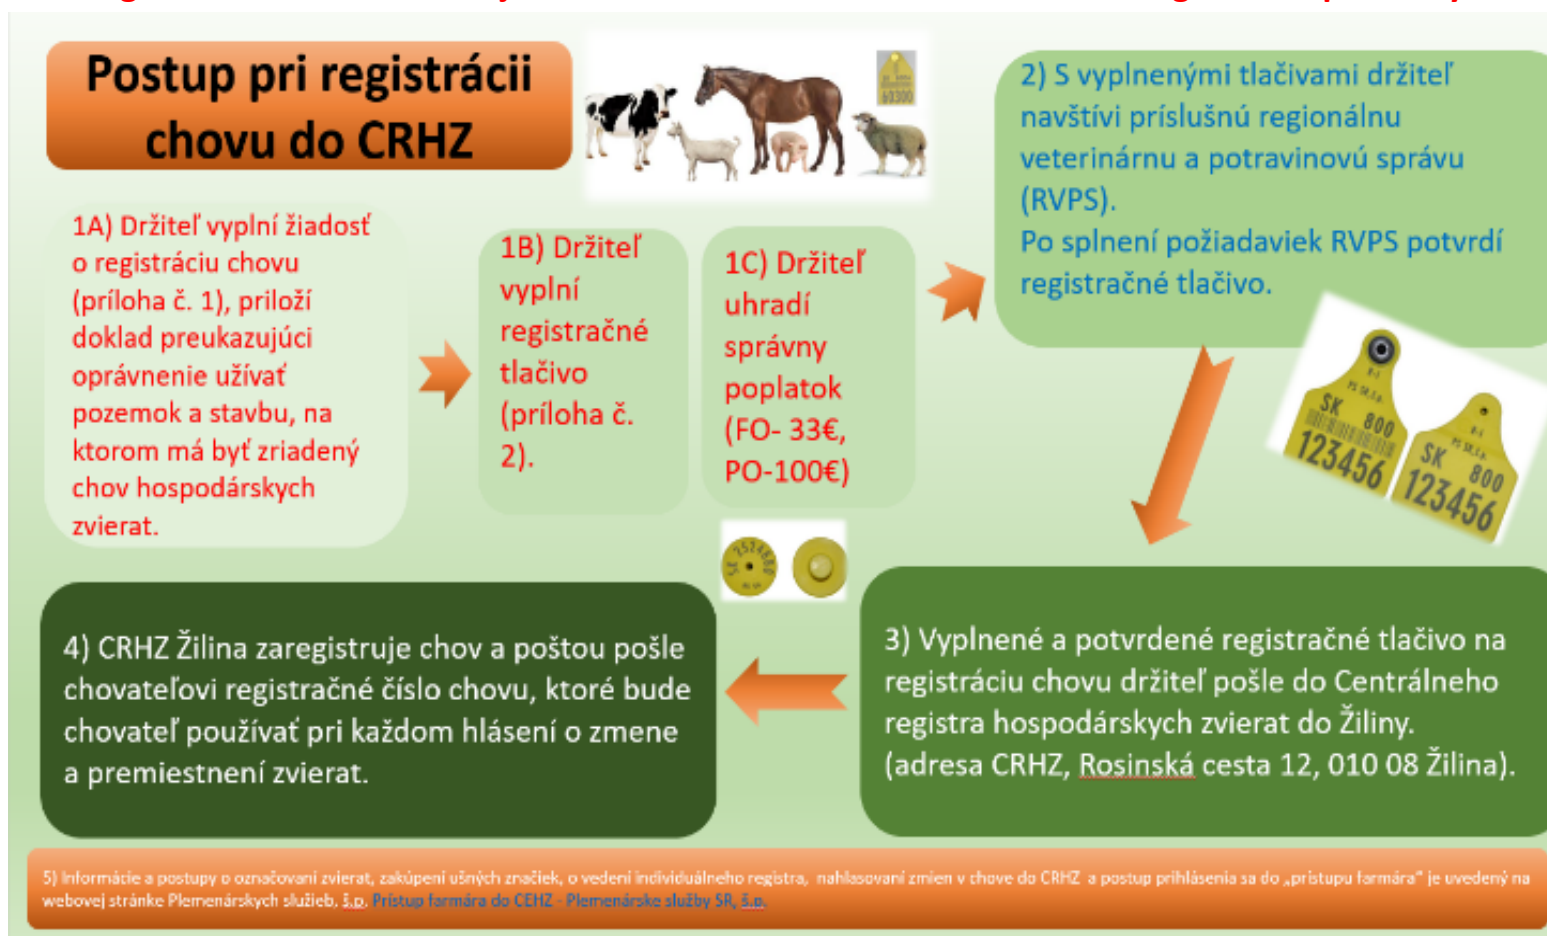 Postup pri registrácii
chovu do CRHZ
60300
1A) Držiteľ vyplní žiadosť
o registráciu chovu
(príloha č. 1), priloží
doklad preukazujúci
oprávnenie užívať
pozemok a stavbu, na
ktorom má byť zriadený
chov hospodárskych
zvierat.
1B) Držiteľ
vyplní
registračné
tlačivo
(príloha č.
2).
1C) Držiteľ
uhradí
správny
poplatok
(FO- 33€,
PO-100€)
2) S vyplnenými tlačivami držiteľ
navštívi príslušnú regionálnu
veterinárnu a potravinovú správu
(RVPS).
Po splnení požiadaviek RVPS potvrdí
registračné tlačivo.
SK 800
123456
SK 800
123456
3) Vyplnené a potvrdené registračné tlačivo na
registráciu chovu držiteľ pošle do Centrálneho
registra hospodárskych zvierat do Žiliny.
(adresa CRHZ, Rosinská cesta 12, 010 08 Žilina).
4) CRHZ Žilina zaregistruje chov a poštou pošle
chovateľovi registračné číslo chovu, ktoré bude
chovateľ používať pri každom hlásení o zmene
a premiestnení zvierat.
5) Informácie a postupy o označovaní zvierat, zakúpení ušných značiek, o vedení individuálneho registra, nahlasovaní zmien v chove do CRHZ a postup prihlásenia sa do „prístupu farmára“ je uvedený na
webovej stránke Plemenárskych služieb, š.p. Prístup farmára do CEHZ - Plemenárske služby SR, š.p.